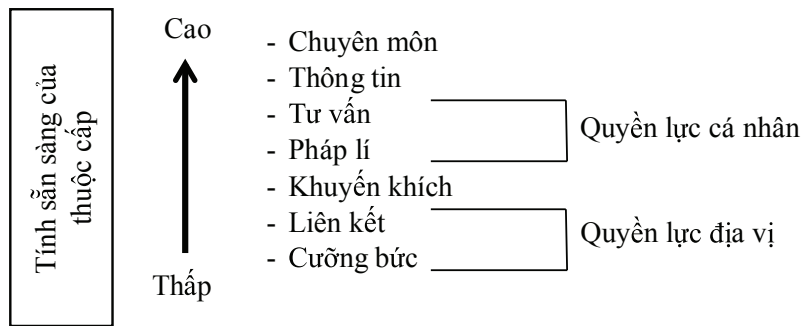 Tính sẵn sàng của
thuộc cấp
Cao
Thấp
- Chuyên môn
- Thông tin
- Tư vấn
- Pháp lí
- Khuyến khích
- Liên kết
- Cưỡng bức
Quyền lực cá nhân
Quyền lực địa vị